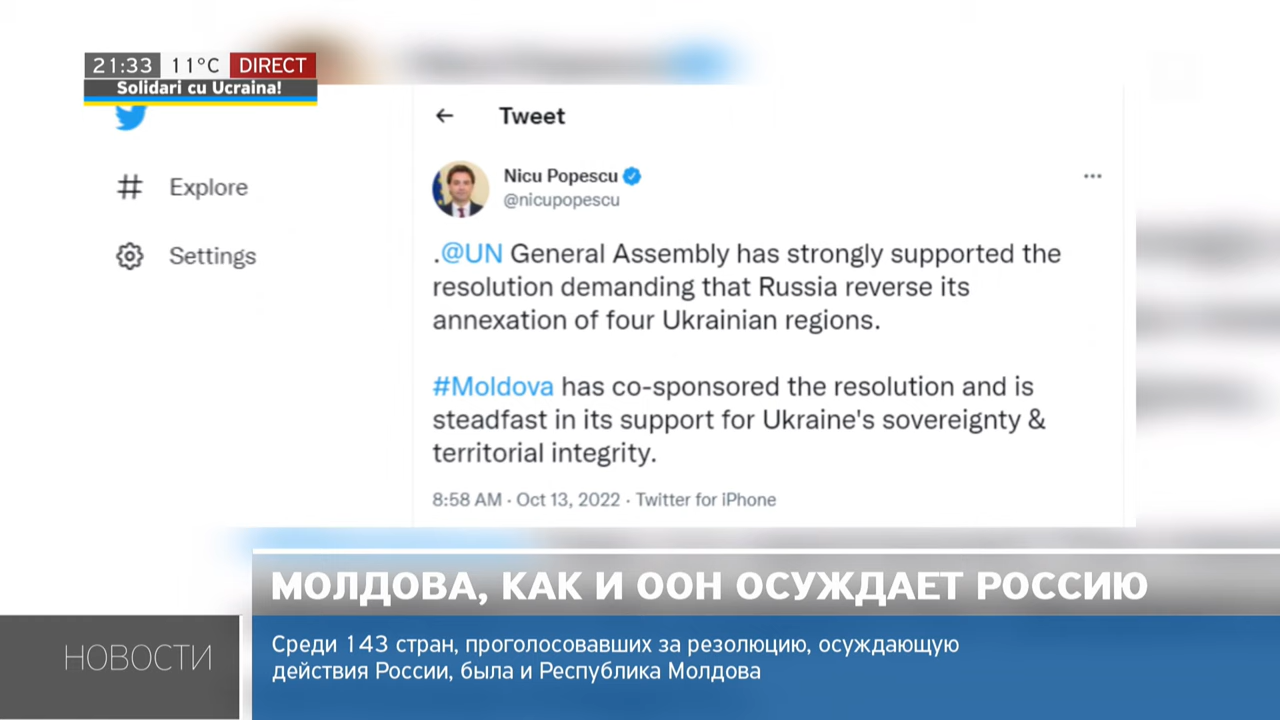 21:33 11°C DIRECT
Solidari cu Ucraina!
Tweet
Explore
Settings
Nicu Popescu
@nicupopescu
.@UN General Assembly has strongly supported the
resolution demanding that Russia reverse its
annexation of four Ukrainian regions.
#Moldova has co-sponsored the resolution and is
steadfast in its support for Ukraine's sovereignty &
territorial integrity.
8:58 AM · Oct 13, 2022 · Twitter for iPhone
МОЛДОВА, КАК И ООН ОСУЖДАЕТ РОССИЮ
НОВОСТИ
Среди 143 стран, проголосовавших за резолюцию, осуждающую
действия России, была и Республика Молдова